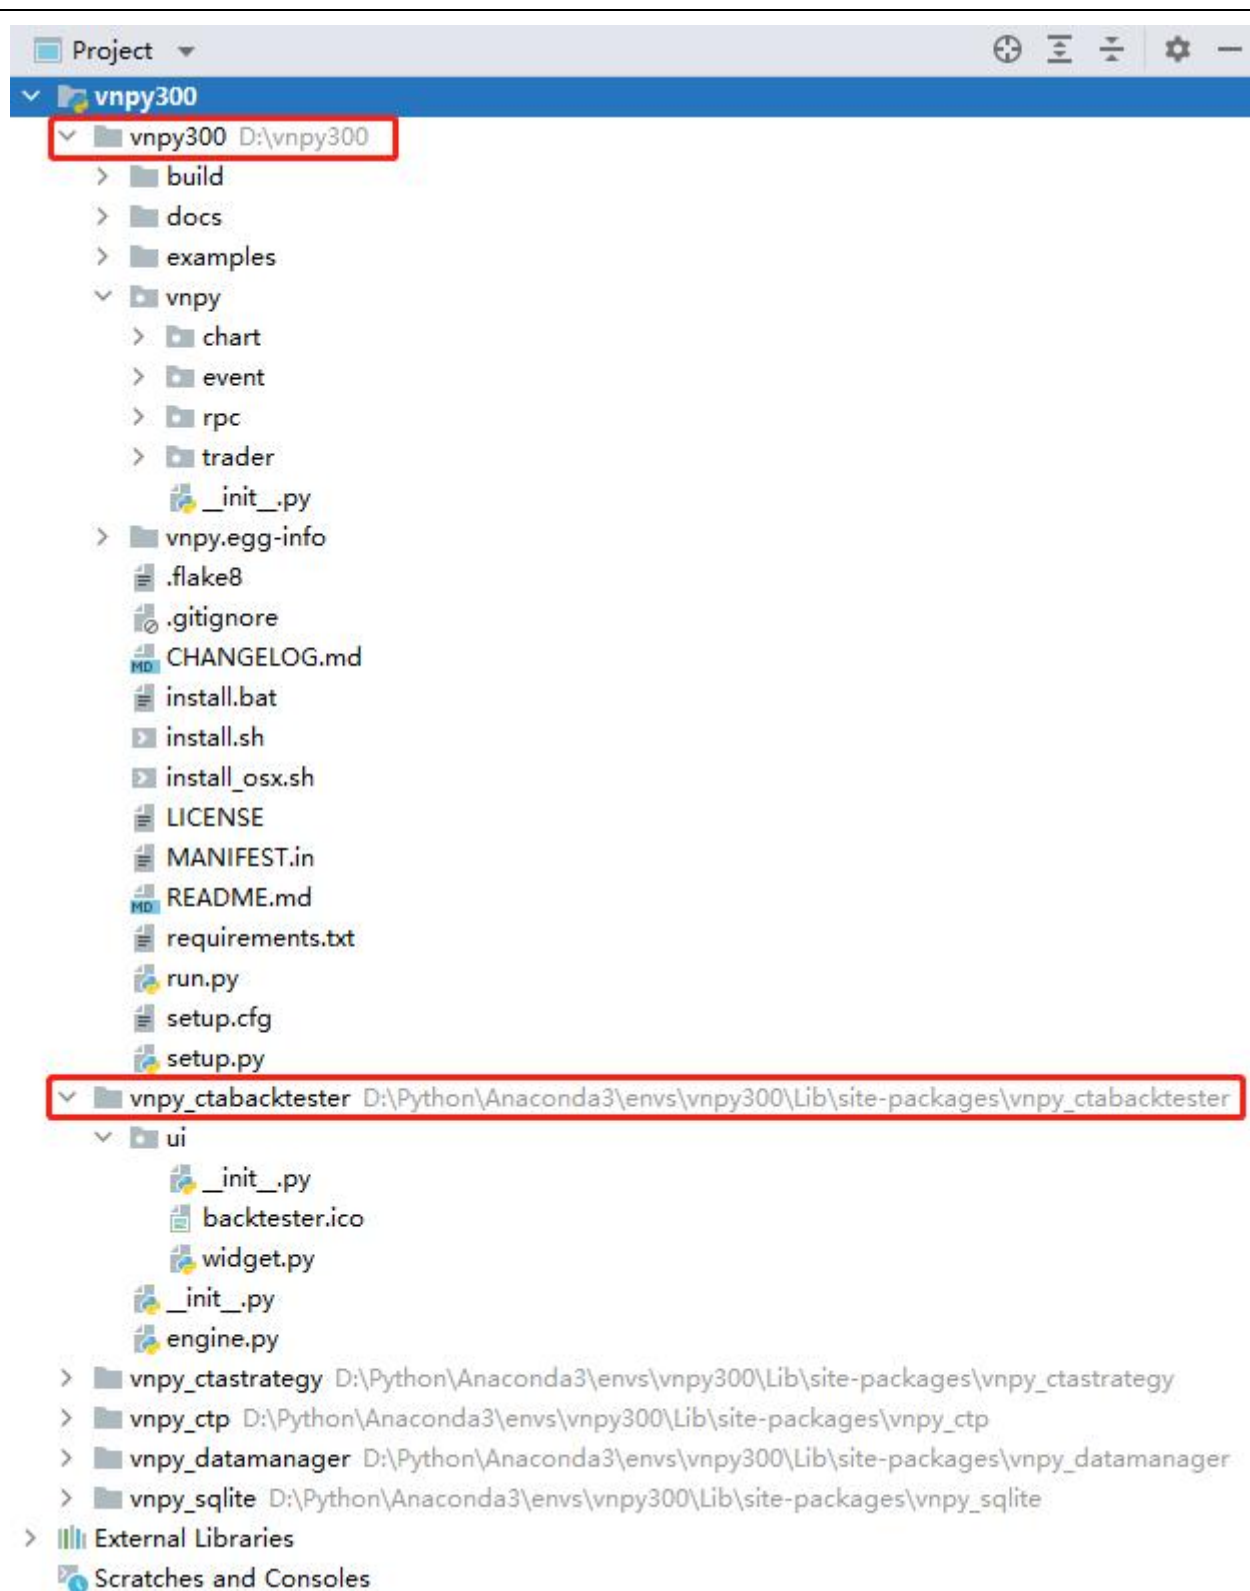 Project
vnpy300
vnpy300 D:\vnpy300
build
docs
examples
vnpy
chart
event
rpc
trader
__init__.py
vnpy.egg-info
.flake8
.gitignore
MD CHANGELOG.md
install.bat
install.sh
install_osx.sh
LICENSE
MANIFEST.in
MD README.md
requirements.txt
run.py
setup.cfg
setup.py
vnpy_ctabacktester D:\Python\Anaconda3\envs\vnpy300\Lib\site-packages\vnpy_ctabacktester
ui
__init__.py
backtester.ico
widget.py
__init__.py
engine.py
vnpy_ctastrategy D:\Python\Anaconda3\envs\vnpy300\Lib\site-packages\vnpy_ctastrategy
vnpy_ctp D:\Python\Anaconda3\envs\vnpy300\Lib\site-packages\vnpy_ctp
vnpy_datamanager D:\Python\Anaconda3\envs\vnpy300\Lib\site-packages\vnpy_datamanager
vnpy_sqlite D:\Python\Anaconda3\envs\vnpy300\Lib\site-packages\vnpy_sqlite
External Libraries
Scratches and Consoles